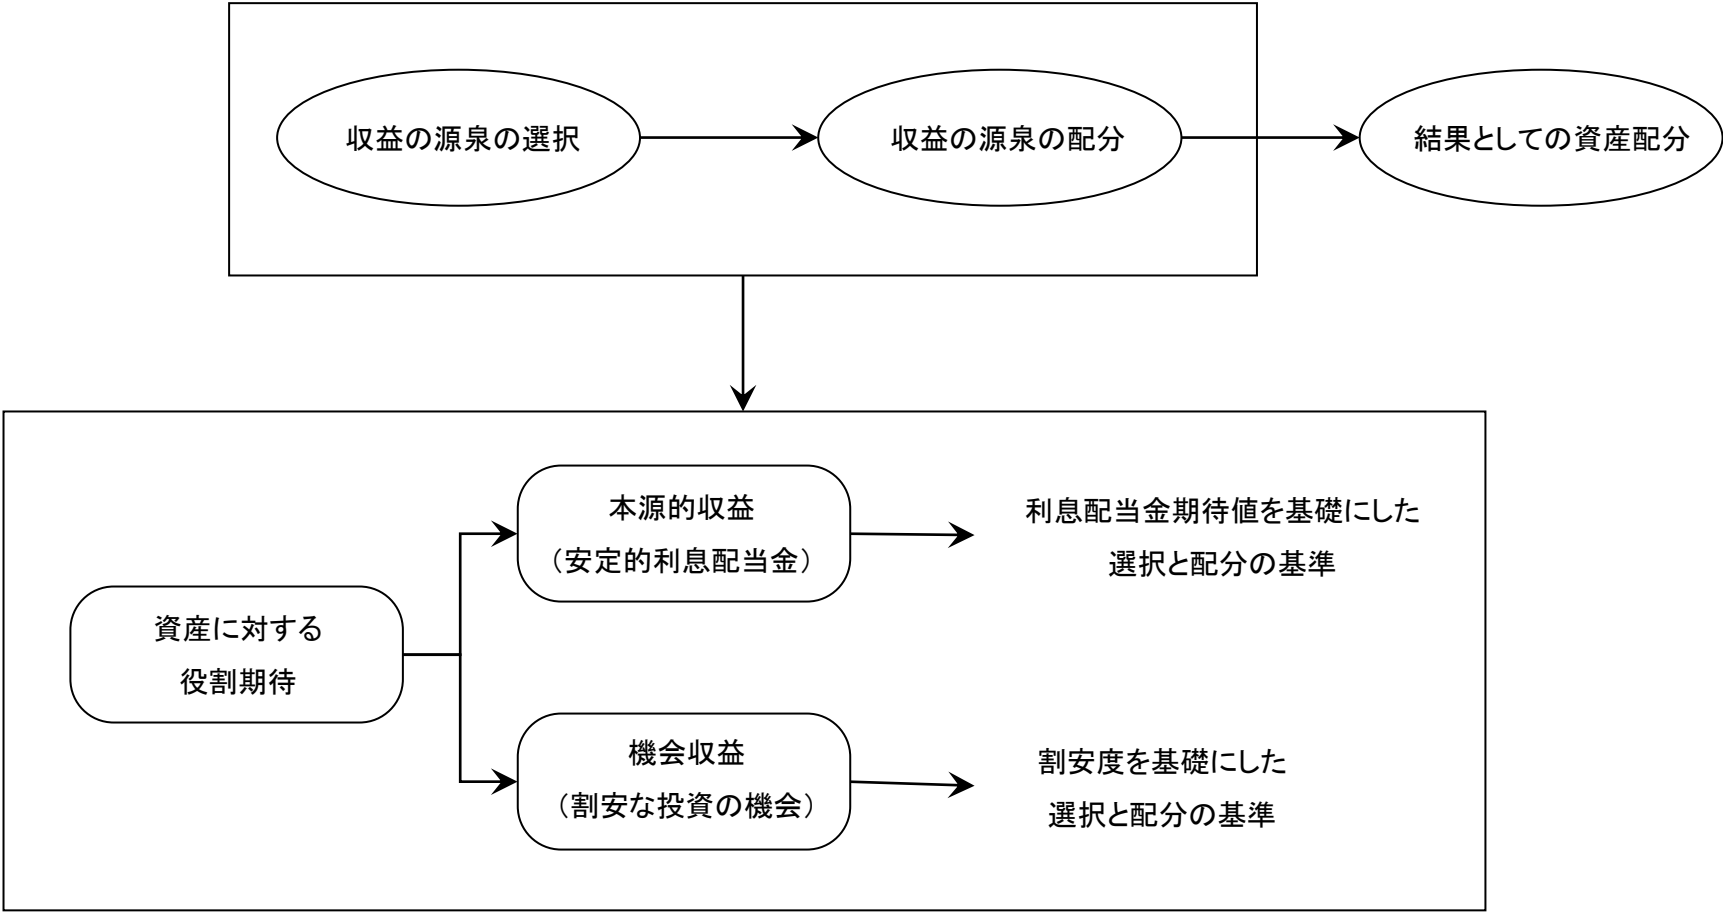 収益の源泉の選択
収益の源泉の配分
結果としての資産配分
資産に対する
役割期待
本源的収益
（安定的利息配当金）
利息配当金期待値を基礎にした
選択と配分の基準
機会収益
（割安な投資の機会）
割安度を基礎にした
選択と配分の基準